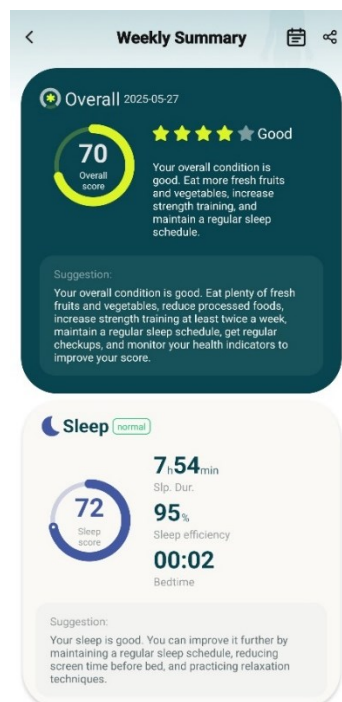 Weekly Summary
Overall 2025-05-27
70
Overall
score
Good
Your overall condition is
good. Eat more fresh fruits
and vegetables, increase
strength training, and
maintain a regular sleep
schedule.
Suggestion:
Your overall condition is good. Eat plenty of fresh
fruits and vegetables, reduce processed foods,
increase strength training at least twice a week,
maintain a regular sleep schedule, get regular
checkups, and monitor your health indicators to
improve your score.
Sleep normal
72
Sleep
score
7h54min
Slp. Dur.
95%
Sleep efficiency
00:02
Bedtime
Suggestion:
Your sleep is good. You can improve it further by
maintaining a regular sleep schedule, reducing
screen time before bed, and practicing relaxation
techniques.